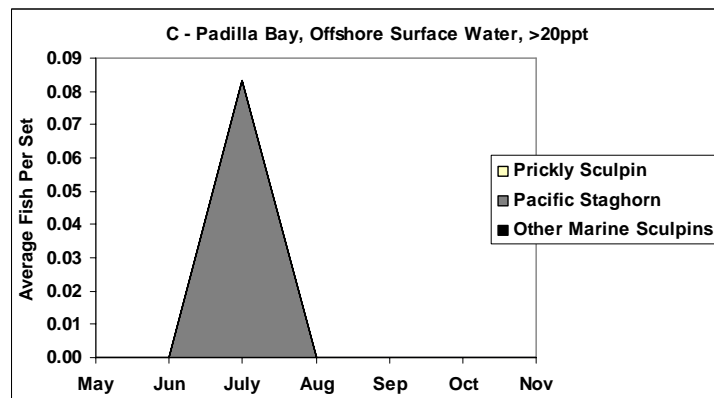 C - Padilla Bay, Offshore Surface Water, >20ppt
Average Fish Per Set
0.09
0.08
0.07
0.06
0.05
0.04
0.03
0.02
0.01
0.00
May Jun July Aug Sep Oct Nov
Prickly Sculpin
Pacific Staghorn
Other Marine Sculpins